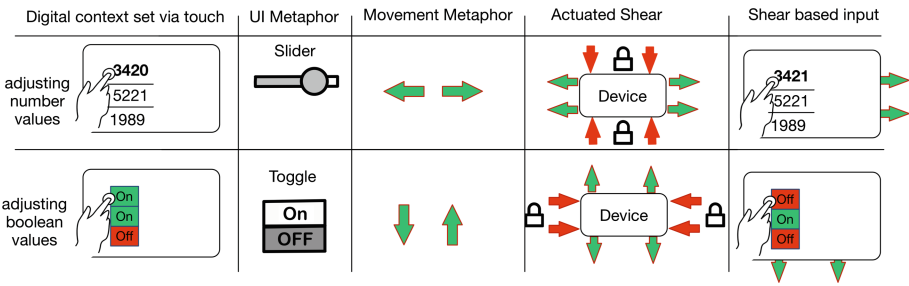 Digital context set via touch UI Metaphor Movement Metaphor Actuated Shear Shear based input
adjusting
number
values
3420
5221
1989
Slider
Device
3421
5221
1989
adjusting
boolean
values
On
On
Off
Toggle
On
OFF
Device
Off
On
Off